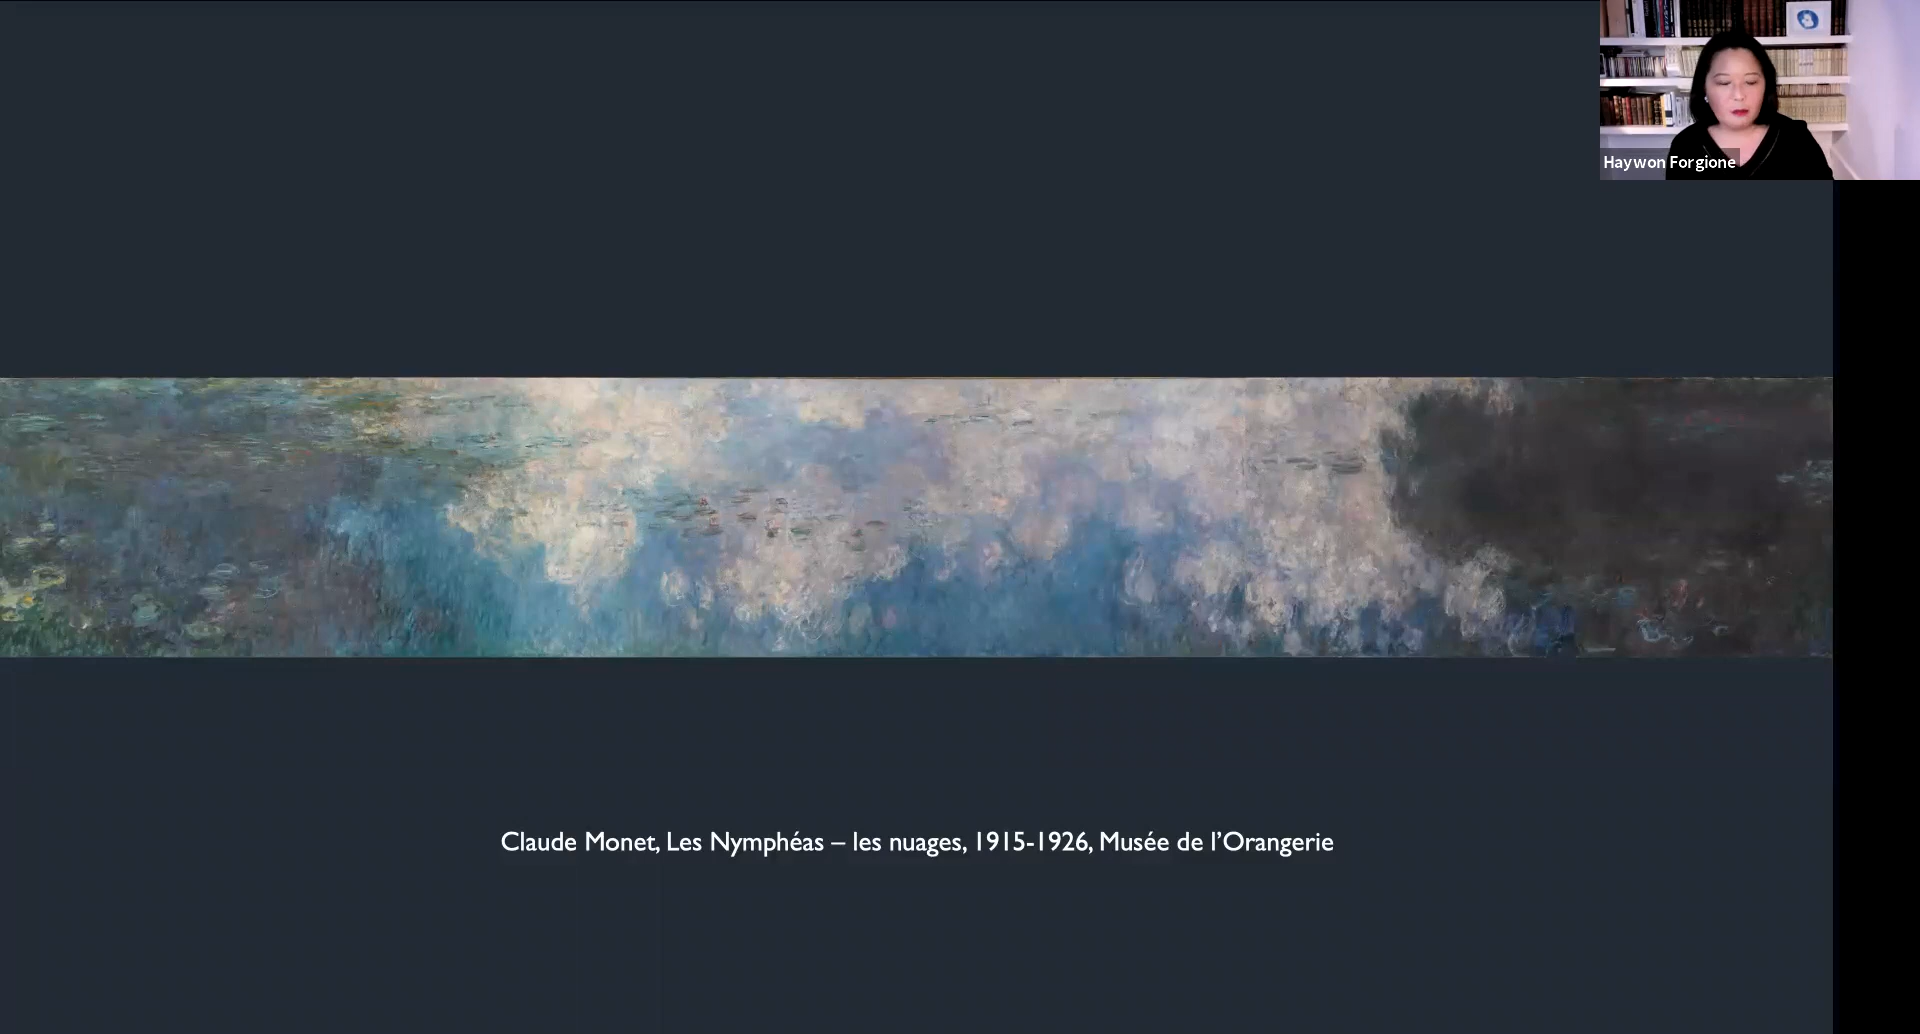 Haywon Forgione
Claude Monet, Les Nymphéas – les nuages, 1915-1926, Musée de l’Orangerie